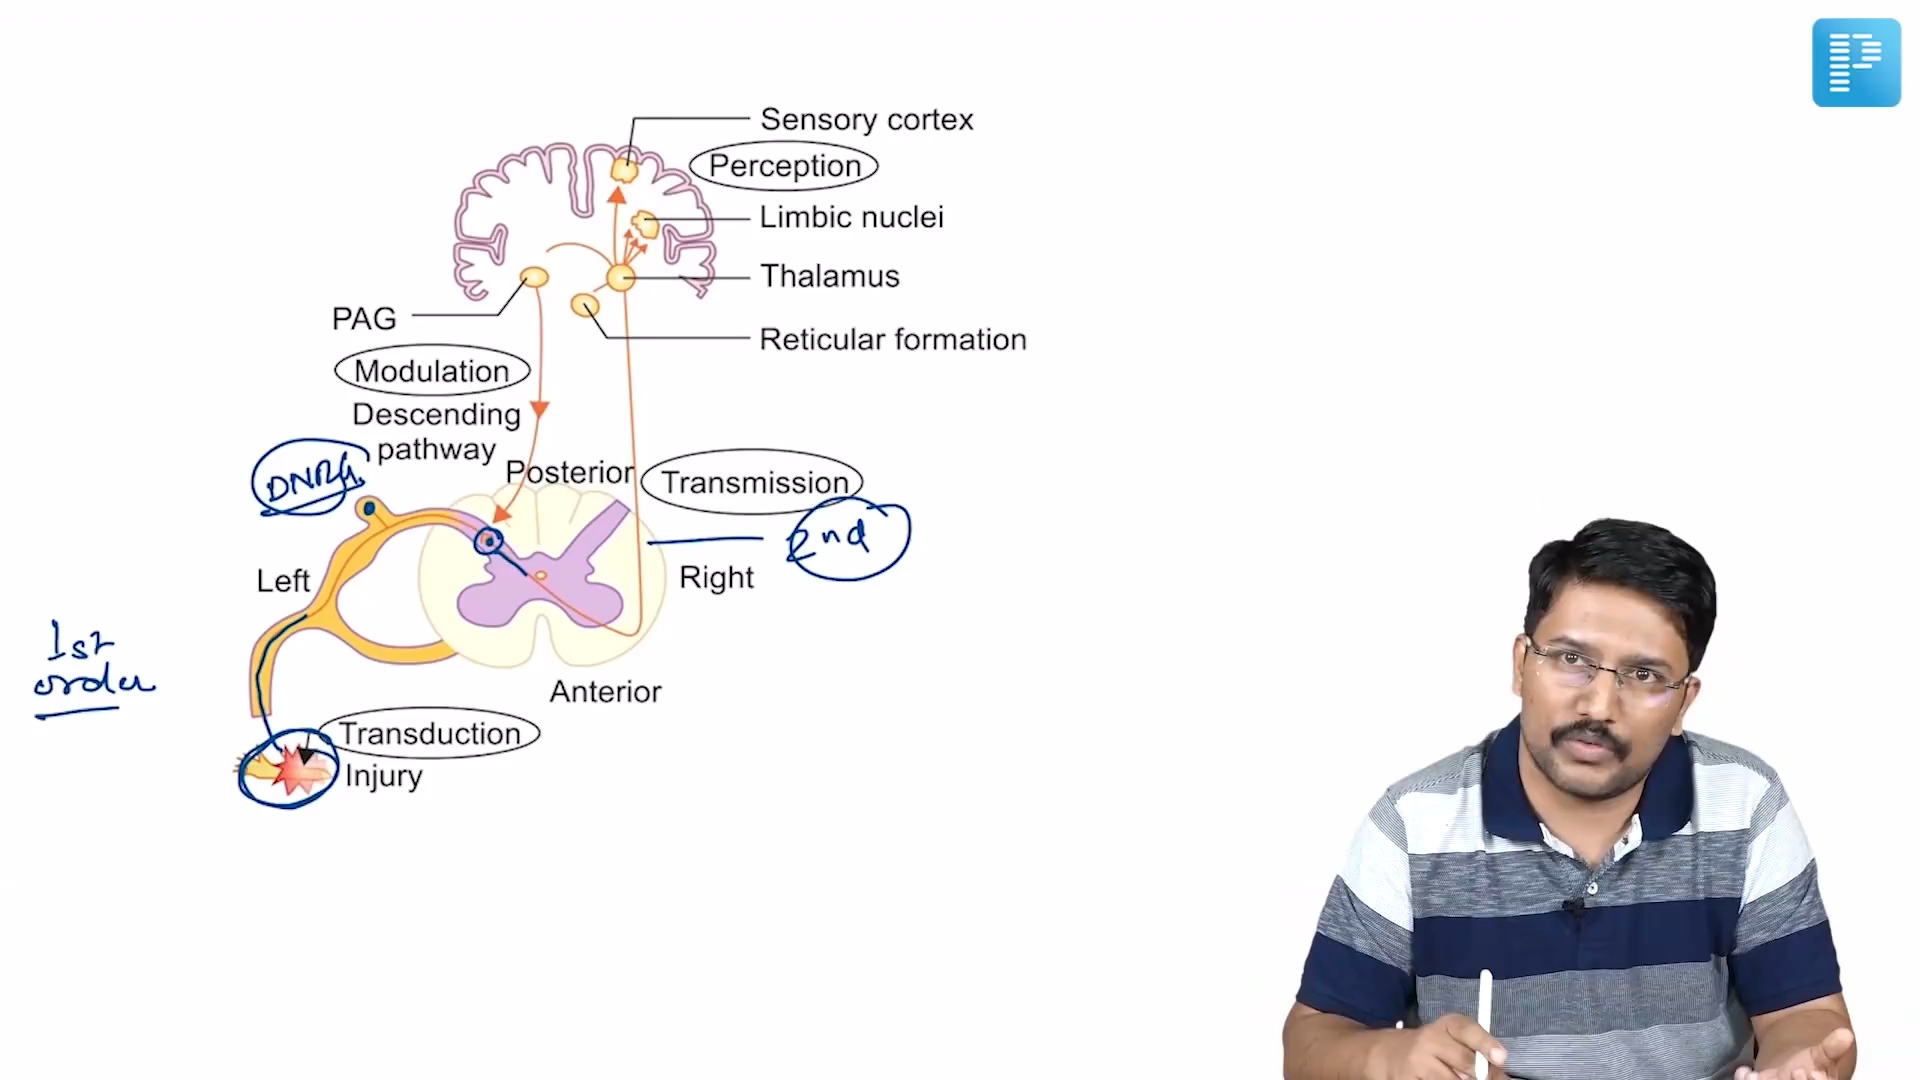 Sensory cortex
Perception
Limbic nuclei
Thalamus
PAG
Reticular formation
Modulation
Descending
pathway
Posterior
Transmission
2nd
Left
Right
1st
order
Anterior
Transduction
Injury